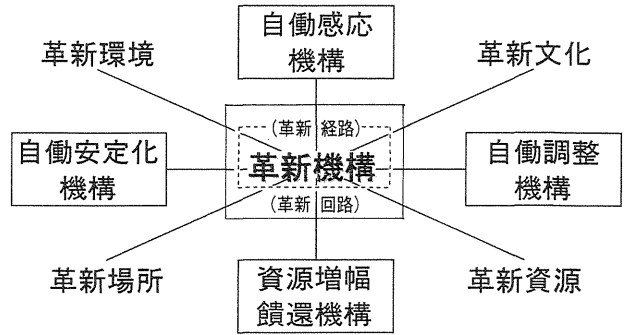 自働感応
機構
革新環境
革新文化
(革新 経路)
自働安定化
機構
革新機構
自働調整
機構
(革新 回路)
革新場所
資源増幅
饋還機構
革新資源